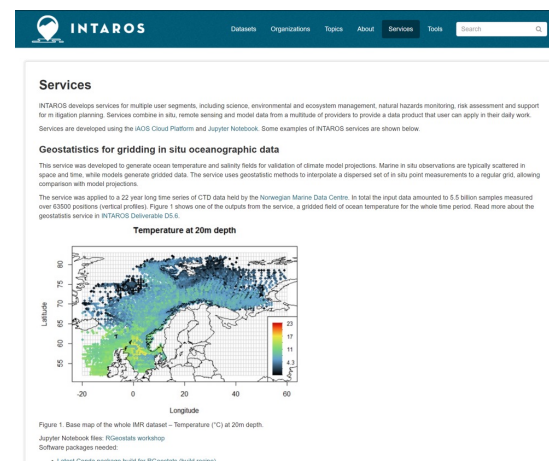 INTAROS
Datasets Organizations Topics About Services Tools Search
Services
INTAROS develops services for multiple user segments, including science, environmental and ecosystem management, natural hazards monitoring, risk assessment and support
for m itigation planning. Services combine in situ, remote sensing and model data from a multitude of providers to provide a data product that user can apply in their daily work.
Services are developed using the iAOS Cloud Platform and Jupyter Notebook. Some examples of INTAROS services are shown below.
Geostatistics for gridding in situ oceanographic data
This service was developed to generate ocean temperature and salinity fields for validation of climate model projections. Marine in situ observations are typically scattered in
space and time, while models generate gridded data. The service uses geostatistic methods to interpolate a dispersed set of in situ point measurements to a regular grid, allowing
comparison with model projections.
The service was applied to a 22 year long time series of CTD data held by the Norwegian Marine Data Centre. In total the input data amounted to 5.5 billion samples measured
over 63500 positions (vertical profiles). Figure 1 shows one of the outputs from the service, a gridded field of ocean temperature for the whole time period. Read more about the
geostatistis service in INTAROS Deliverable D5.6.
Temperature at 20m depth
Latitude
80
75
70
65
60
55
23
17
11
4.3
-20 0 20 40 60
Longitude
Figure 1. Base map of the whole IMR dataset – Temperature (°C) at 20m depth.
Jupyter Notebook files: RGeostats workshop
Software packages needed: